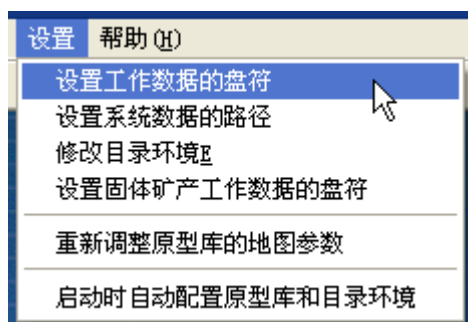 设置 帮助(H)
设置工作数据的盘符
设置系统数据的路径
修改目录环境E
设置固体矿产工作数据的盘符
重新调整原型库的地图参数
启动时自动配置原型库和目录环境